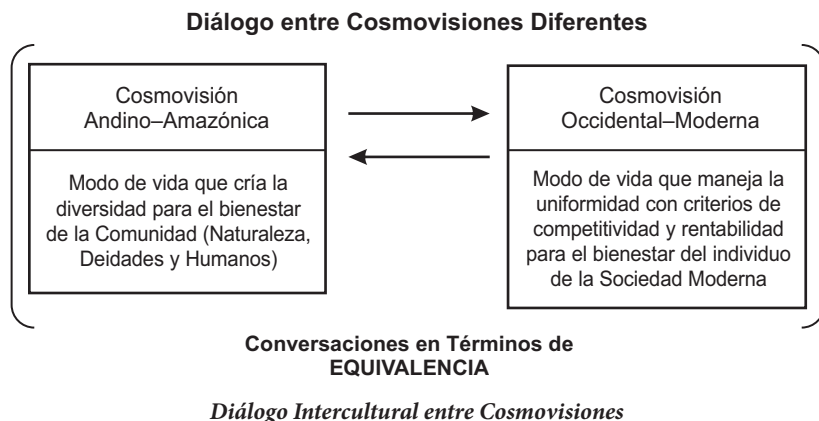 Diálogo entre Cosmovisiones Diferentes
Cosmovisión
Andino–Amazónica
Modo de vida que cría la
diversidad para el bienestar
de la Comunidad (Naturaleza,
Deidades y Humanos)
Cosmovisión
Occidental–Moderna
Modo de vida que maneja la
uniformidad con criterios de
competitividad y rentabilidad
para el bienestar del individuo
de la Sociedad Moderna
Conversaciones en Términos de
EQUIVALENCIA
Diálogo Intercultural entre Cosmovisiones